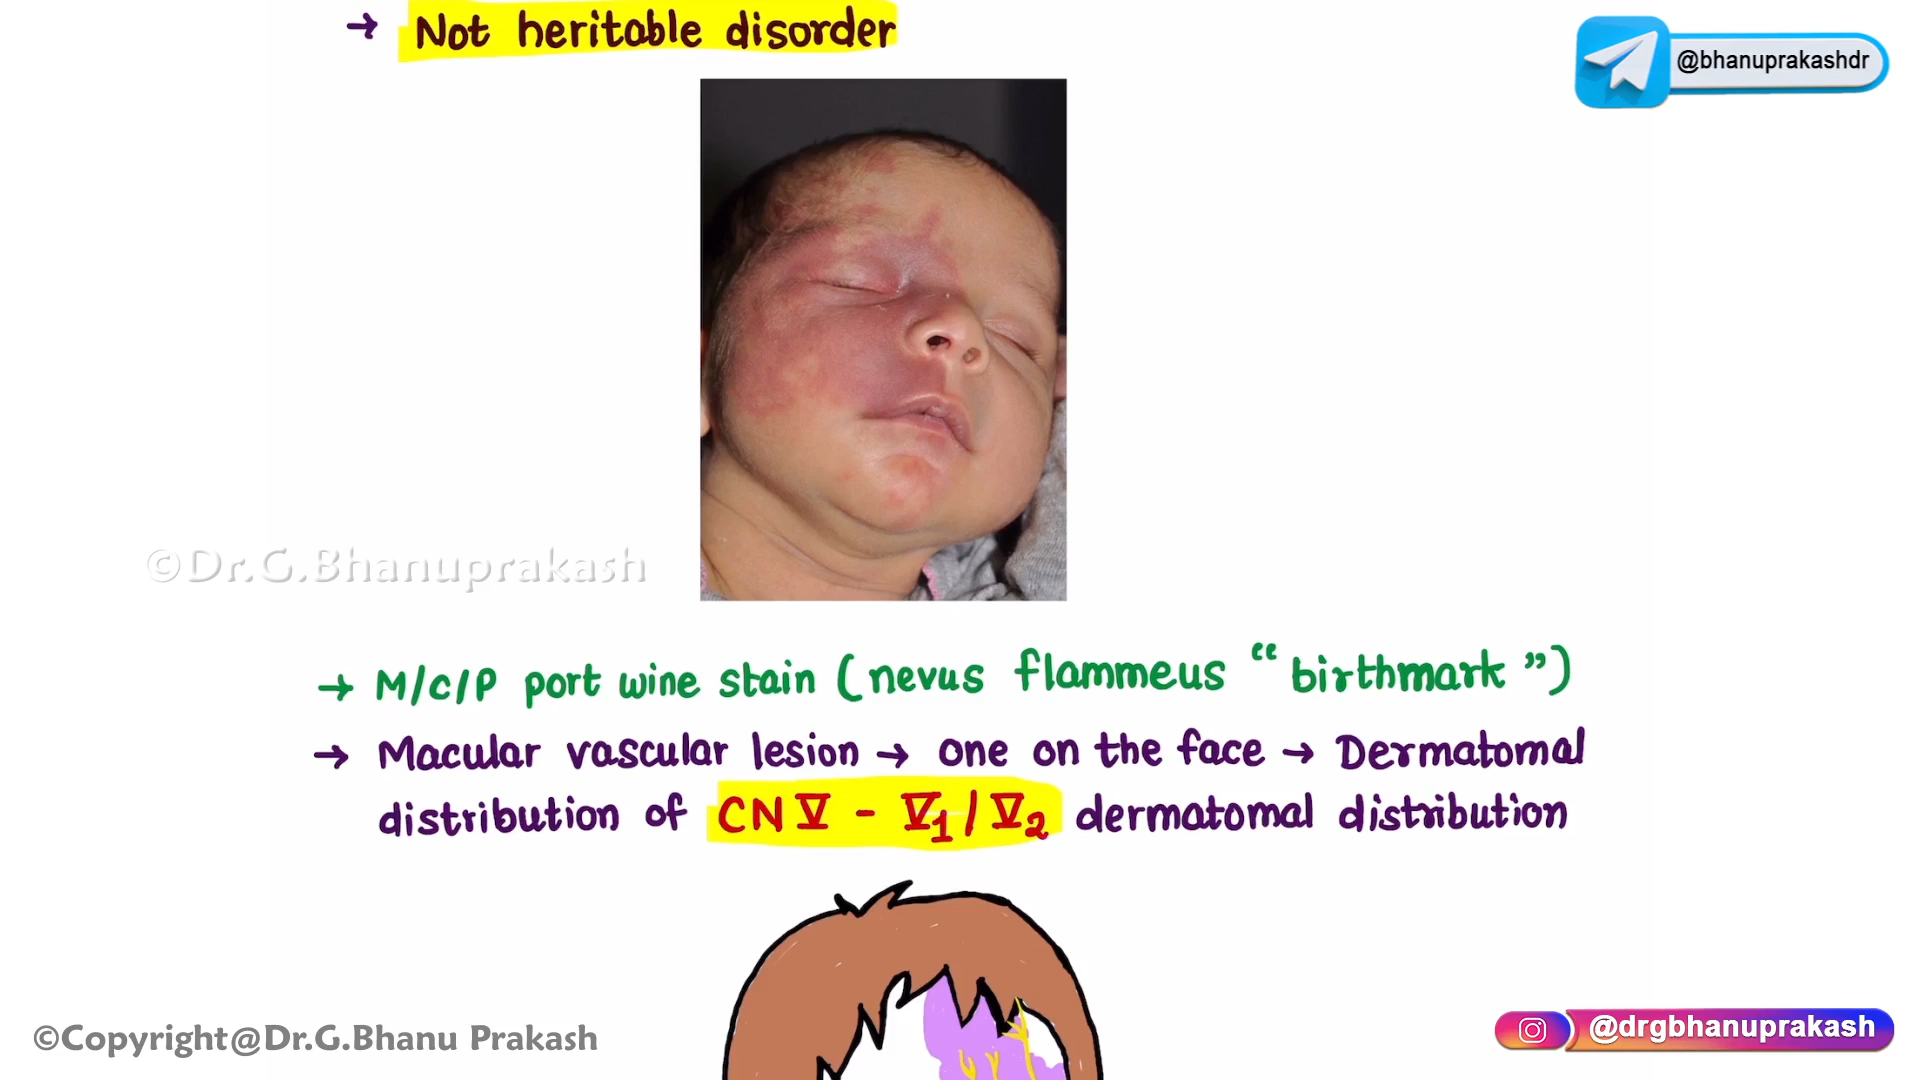 → Not heritable disorder
@bhanuprakashdr
©Dr.G.Bhanuprakash
→ M/C/P port wine stain (nevus flammeus “birthmark”)
→ Macular vascular lesion → one on the face → Dermatomal
distribution of CN V - V1/V2 dermatomal distribution
©Copyright@Dr.G.Bhanu Prakash
@drgbhanuprakash